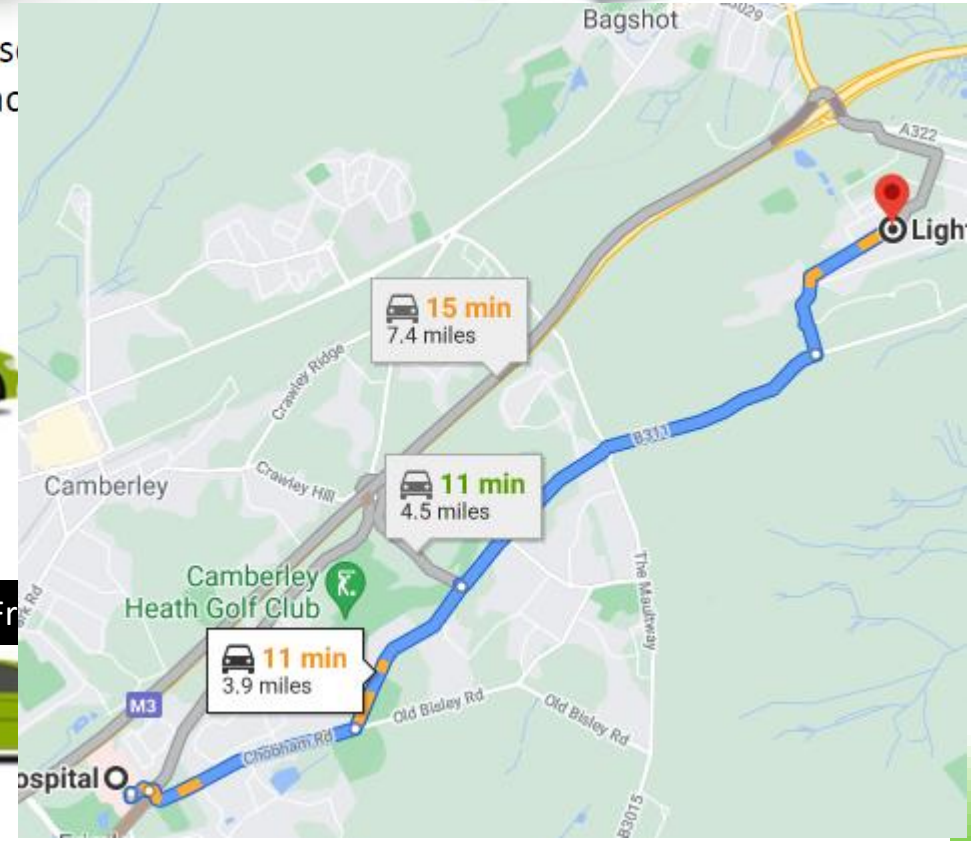 Bagshot
A322
Light
15 min
7.4 miles
Crawley Ridge
B311
Crawley Hill
11 min
4.5 miles
Camberley
Camberley
Heath Golf Club
The Maultway
11 min
3.9 miles
M3
Old Bisley Rd
Old Bisley Rd
Chobham Rd
ospital
B3015
Fr